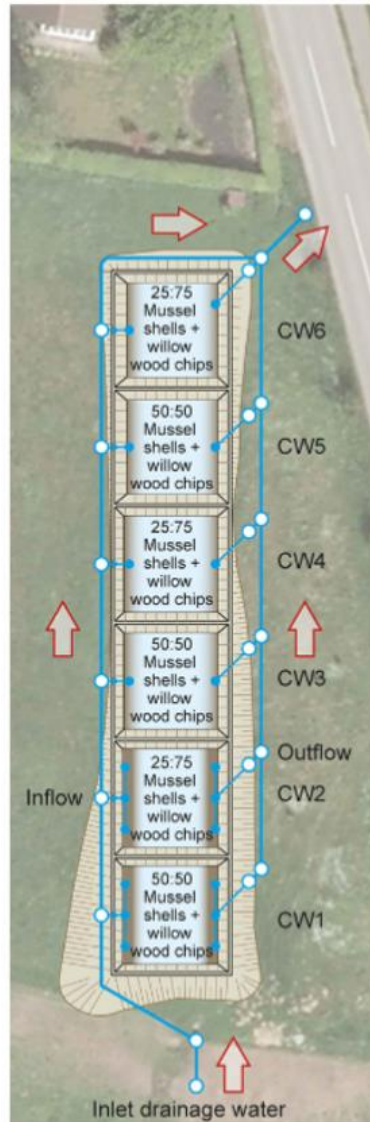 25:75
Mussel
shells +
willow
wood chips
CW6
50:50
Mussel
shells +
willow
wood chips
CW5
25:75
Mussel
shells +
willow
wood chips
CW4
50:50
Mussel
shells +
willow
wood chips
CW3
Outflow
Inflow
25:75
Mussel
shells +
willow
wood chips
CW2
50:50
Mussel
shells +
willow
wood chips
CW1
Inlet drainage water